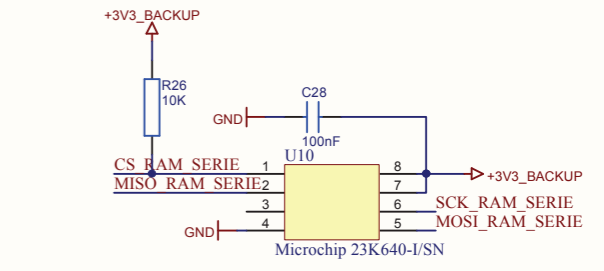 +3V3_BACKUP
R26
10K
C28
GND
100nF
U10
CS_RAM_SERIE
1
8
MISO_RAM_SERIE
2
7
+3V3_BACKUP
3
6
SCK_RAM_SERIE
GND
4
5
MOSI_RAM_SERIE
Microchip 23K640-I/SN